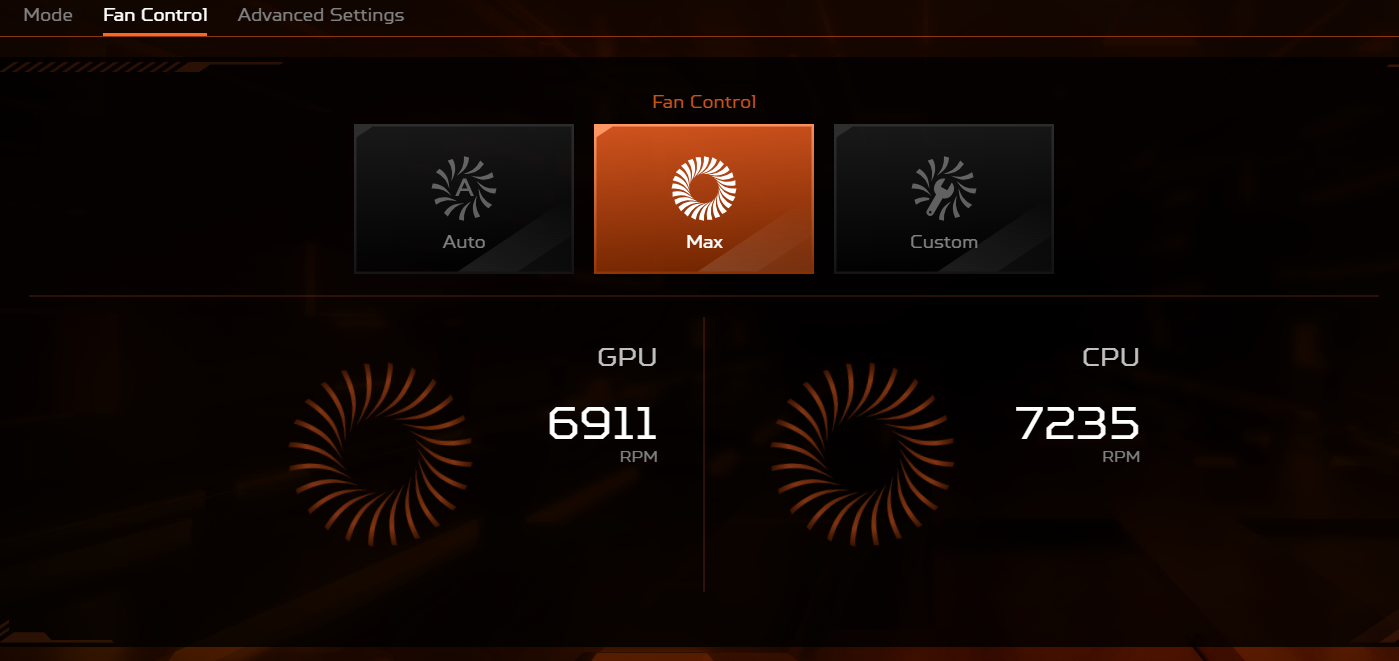 Mode Fan Control Advanced Settings
Fan Control
A
Auto Max Custom
GPU CPU
6911 7235
RPM RPM